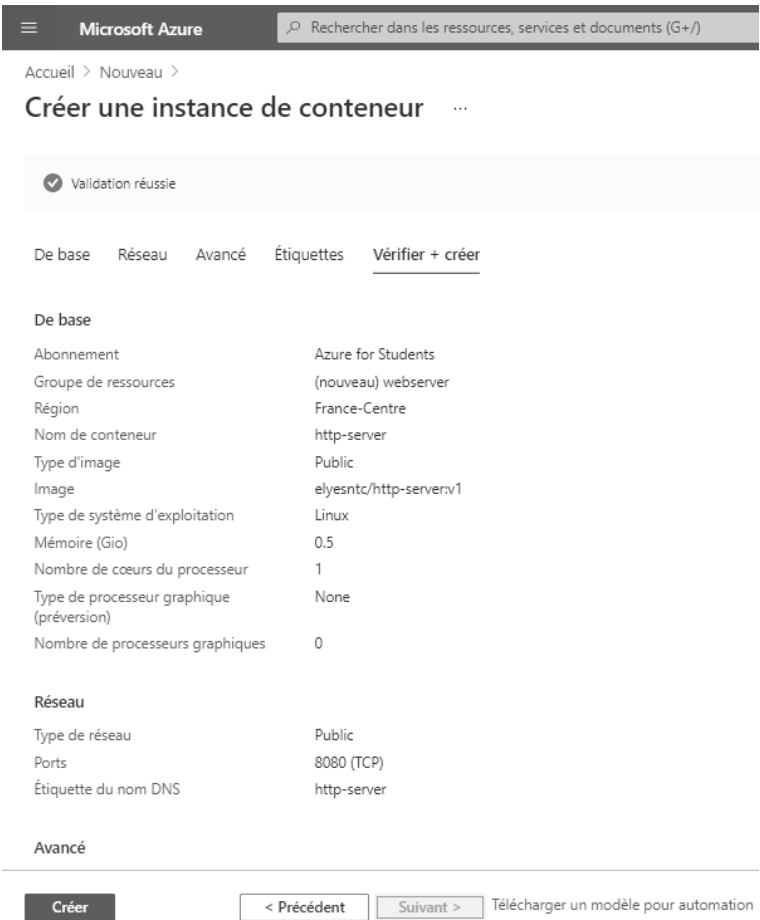 Microsoft Azure
Rechercher dans les ressources, services et documents (G+/)
Accueil > Nouveau >
Créer une instance de conteneur ...
Validation réussie
De base Réseau Avancé Étiquettes Vérifier + créer
De base
Abonnement Azure for Students
Groupe de ressources (nouveau) webserver
Région France-Centre
Nom de conteneur http-server
Type d'image Public
Image elyesntc/http-server:v1
Type de système d'exploitation Linux
Mémoire (Gio) 0.5
Nombre de cœurs du processeur 1
Type de processeur graphique None
(préversion)
Nombre de processeurs graphiques 0
Réseau
Type de réseau Public
Ports 8080 (TCP)
Étiquette du nom DNS http-server
Avancé
Créer < Précédent Suivant > Télécharger un modèle pour automation